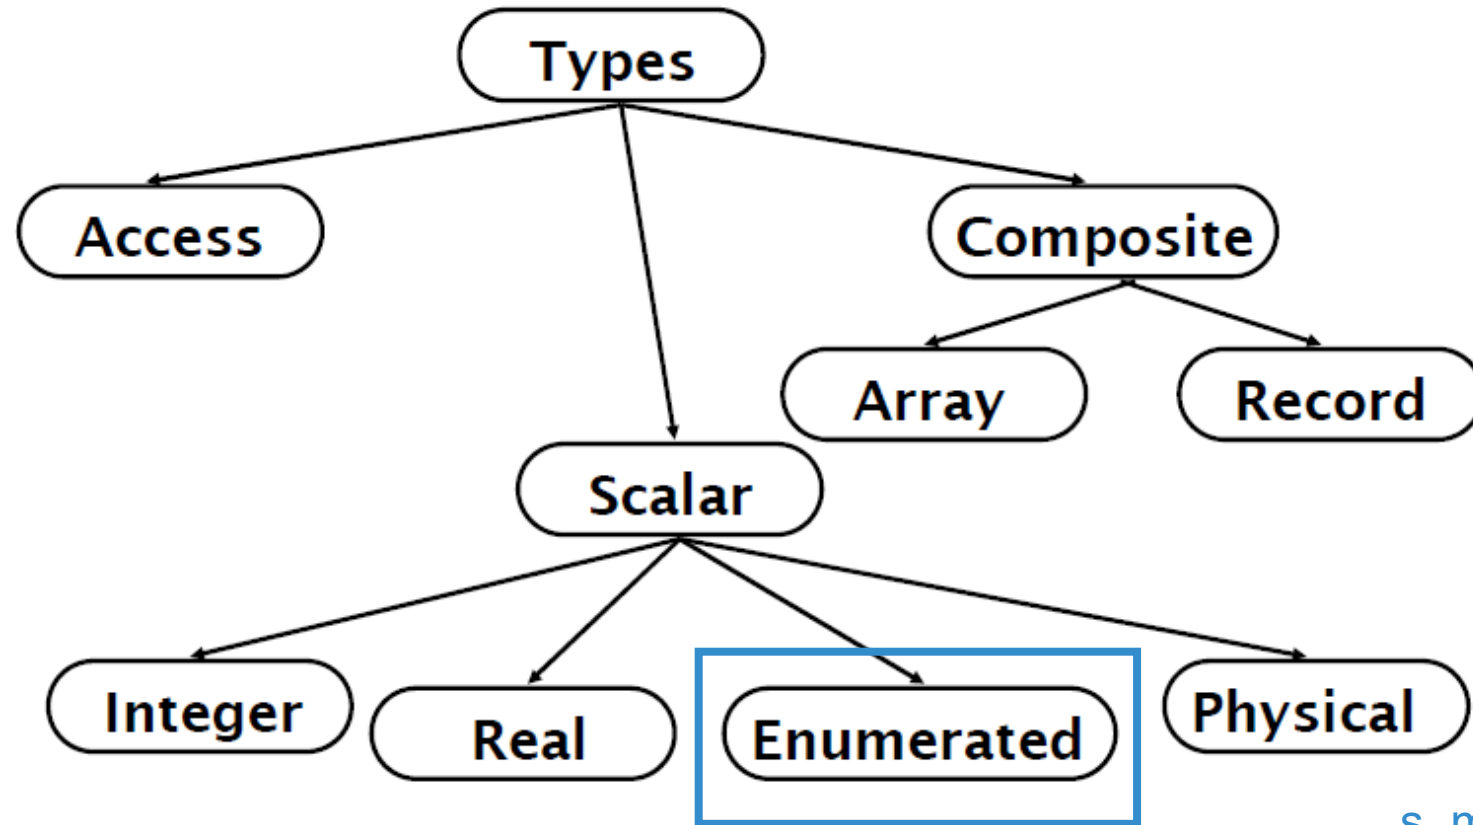 Types
Access
Composite
Array
Record
Scalar
Integer
Real
Enumerated
Physical